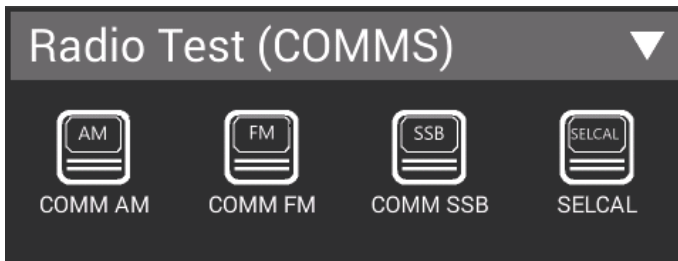 Radio Test (COMMS)
AM FM SSB SELCAL
COMM AM COMM FM COMM SSB SELCAL